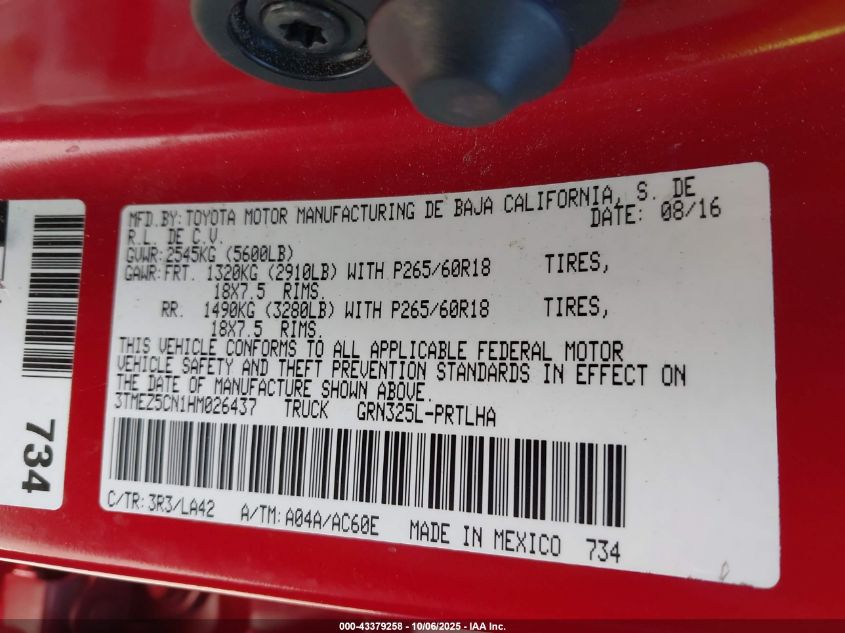 MFD.BY:TOYOTA MOTOR MANUFACTURING DE BAJA CALIFORNIA, S. DE
R.L. DE C.V. DATE: 08/16
GVWR:2545KG (5600LB)
GAWR:FRT. 1320KG (2910LB) WITH P265/60R18 TIRES,
18X7.5 RIMS.
RR. 1490KG (3280LB) WITH P265/60R18 TIRES,
18X7.5 RIMS.
THIS VEHICLE CONFORMS TO ALL APPLICABLE FEDERAL MOTOR
VEHICLE SAFETY AND THEFT PREVENTION STANDARDS IN EFFECT ON
THE DATE OF MANUFACTURE SHOWN ABOVE.
3TMEZ5CN1HM026437 TRUCK GRN325L-PRTLHA
C/TR:3R3/LA42 A/TM:A04A/AC60E MADE IN MEXICO 734
734
000-43379258 - 10/06/2025 - IAA Inc.